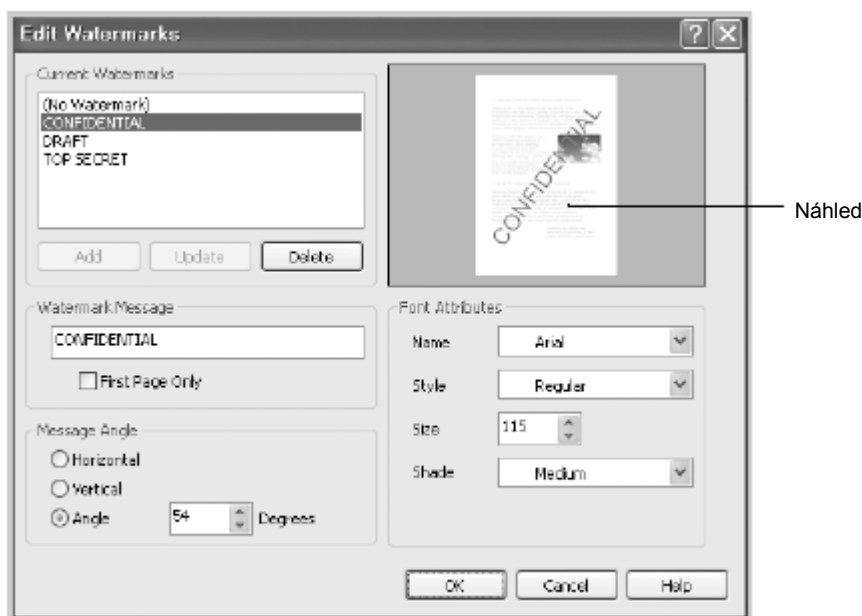 Edit Watermarks
Current Watermarks
(No Watermark)
CONFIDENTIAL
DRAFT
TOP SECRET
Add Update Delete
CONFIDENTIAL
Náhled
Watermark Message
CONFIDENTIAL
First Page Only
Message Angle
Horizontal
Vertical
Angle 54 Degrees
Font Attributes
Name Arial
Style Regular
Size 115
Shade Medium
OK Cancel Help